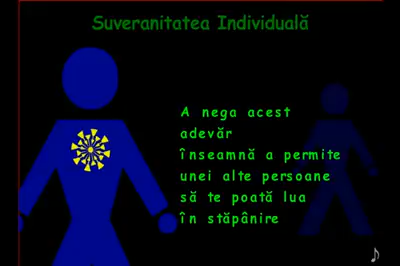 Suveranitatea Individuală
A nega acest
adevăr
înseamnă a permite
unei alte persoane
să te poată lua
în stăpânire